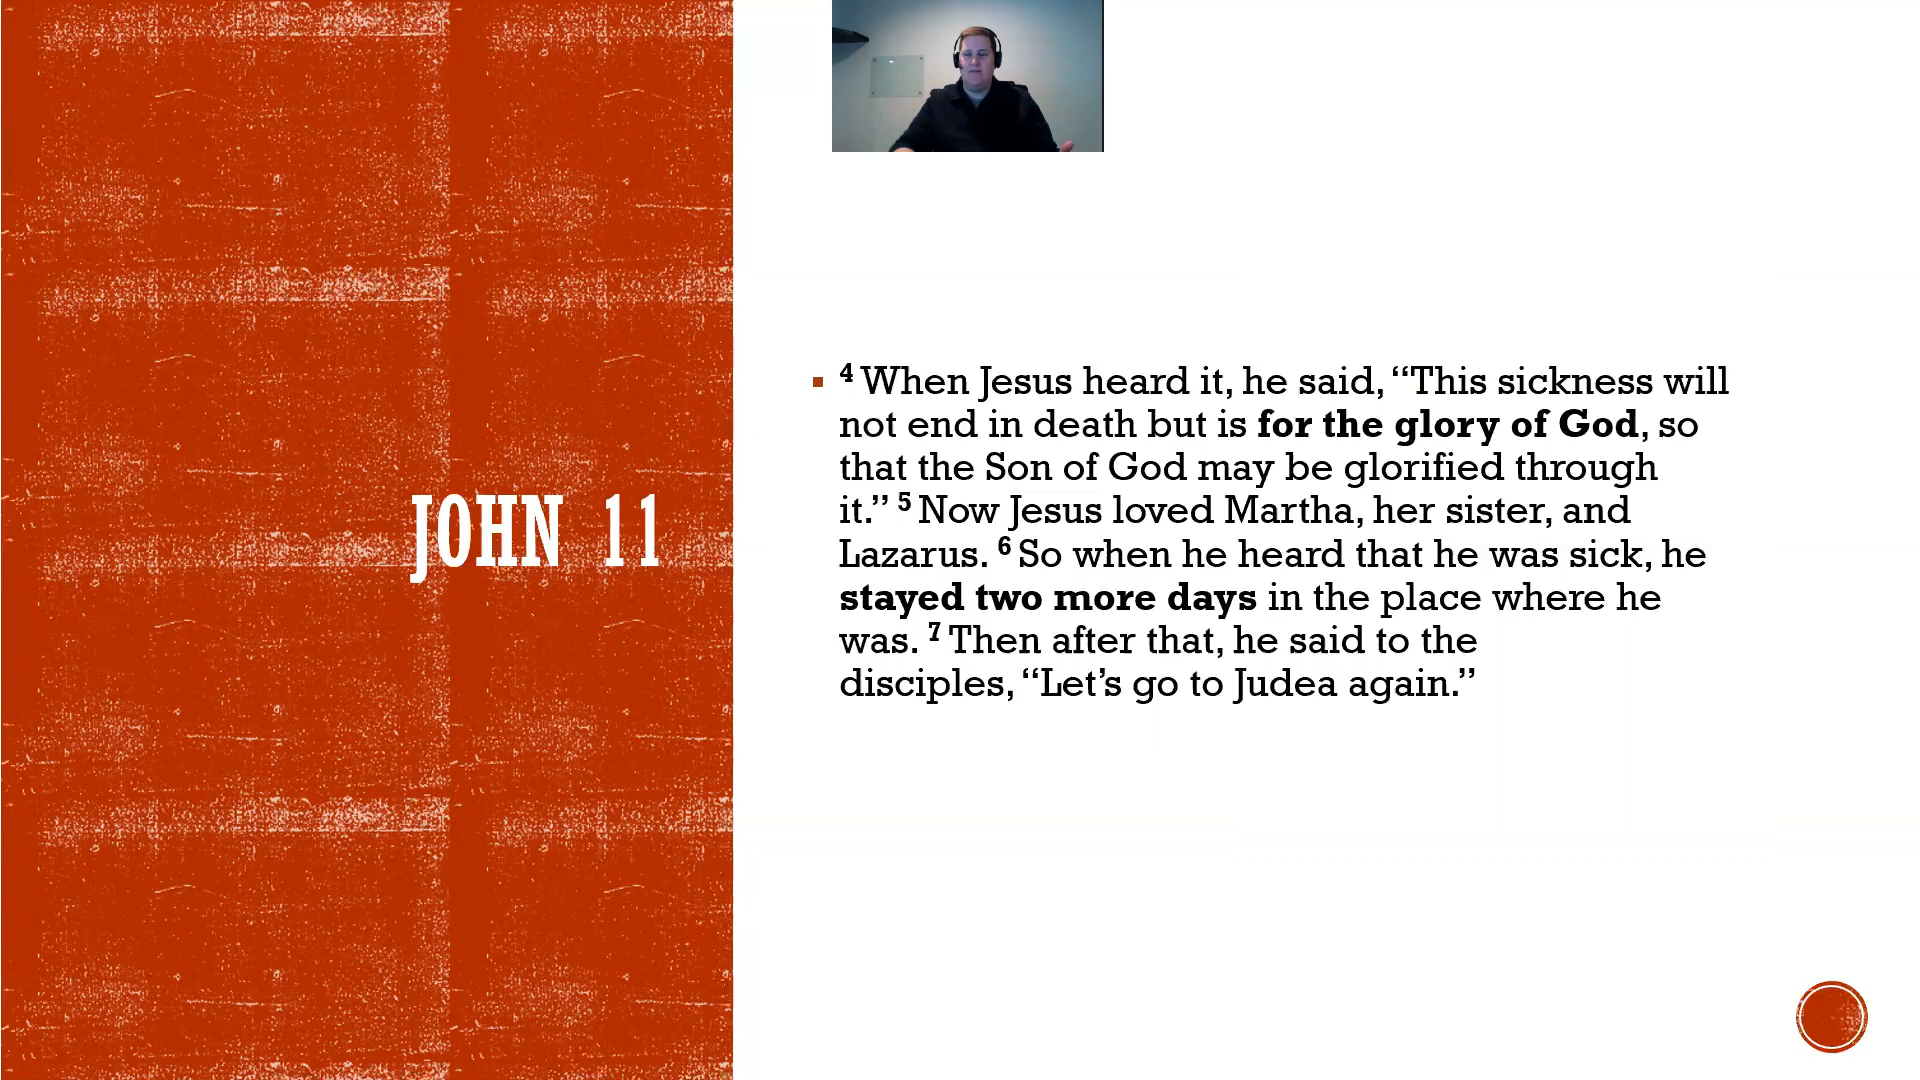 JOHN 11
⁴ When Jesus heard it, he said, “This sickness will
not end in death but is for the glory of God, so
that the Son of God may be glorified through
it.” ⁵ Now Jesus loved Martha, her sister, and
Lazarus. ⁶ So when he heard that he was sick, he
stayed two more days in the place where he
was. ⁷ Then after that, he said to the
disciples, “Let’s go to Judea again.”